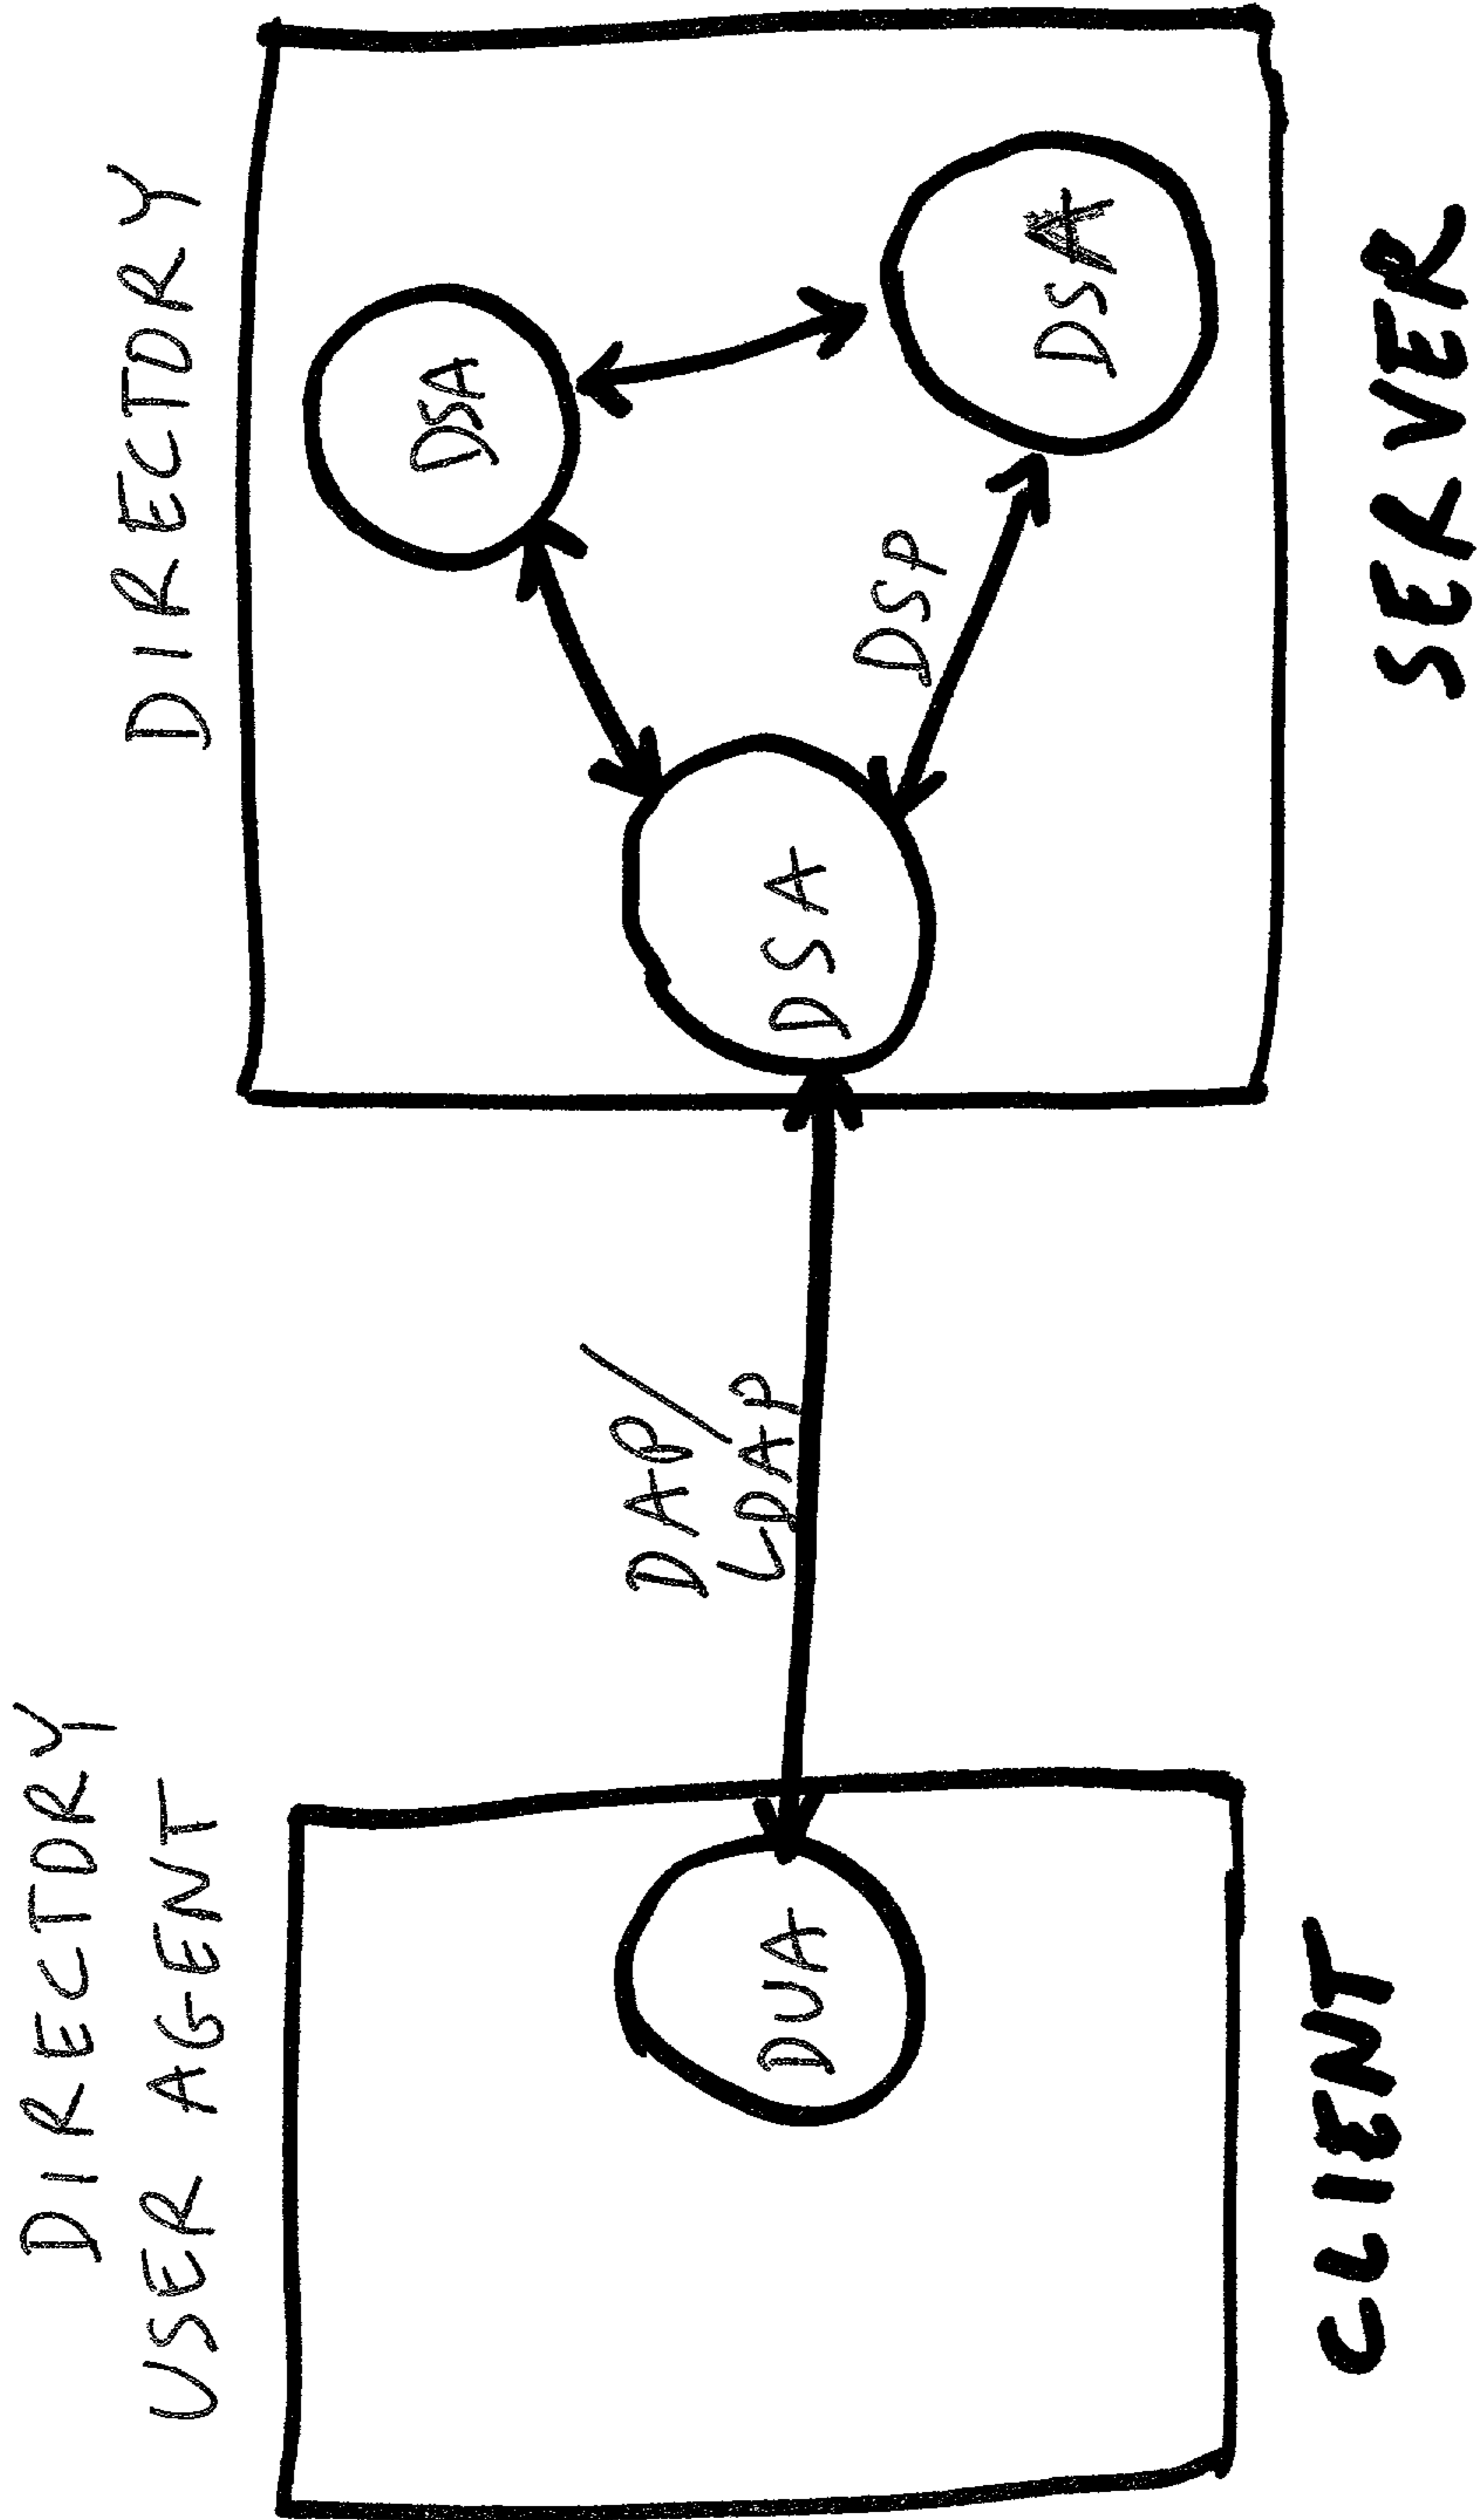 DIRECTORY
USER AGENT
DUA
CLIENT
DAP/
LDAP
DIRECTORY
DSA
DSA
DSP
DSA
SERVER